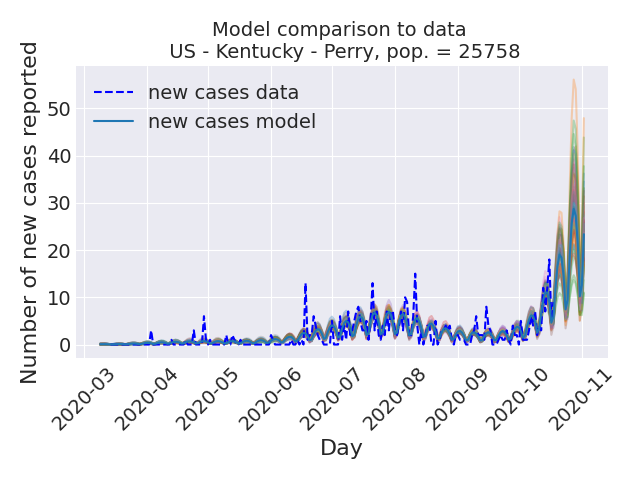 Model comparison to data
US - Kentucky - Perry, pop. = 25758
new cases data
new cases model
Number of new cases reported
50
40
30
20
10
0
2020-03
2020-04
2020-05
2020-06
2020-07
2020-08
2020-09
2020-10
2020-11
Day